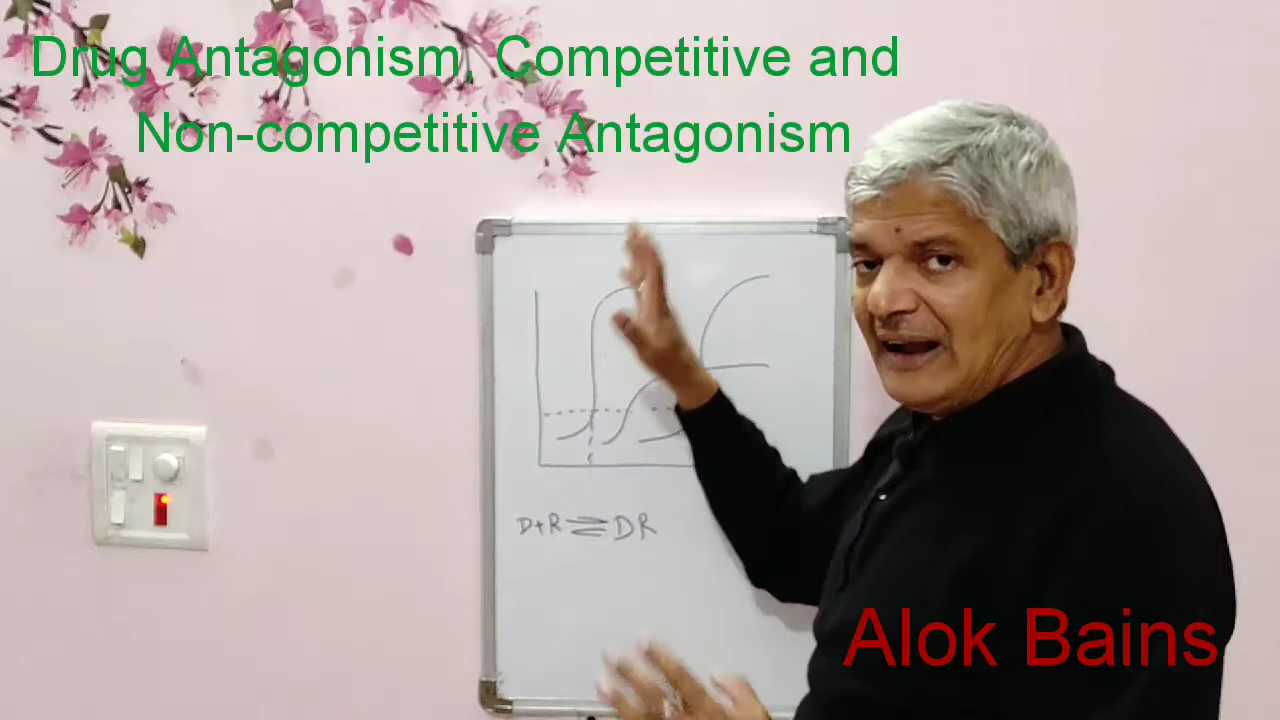 Drug Antagonism, Competitive and
Non-competitive Antagonism
D+R ⇌ DR
Alok Bains